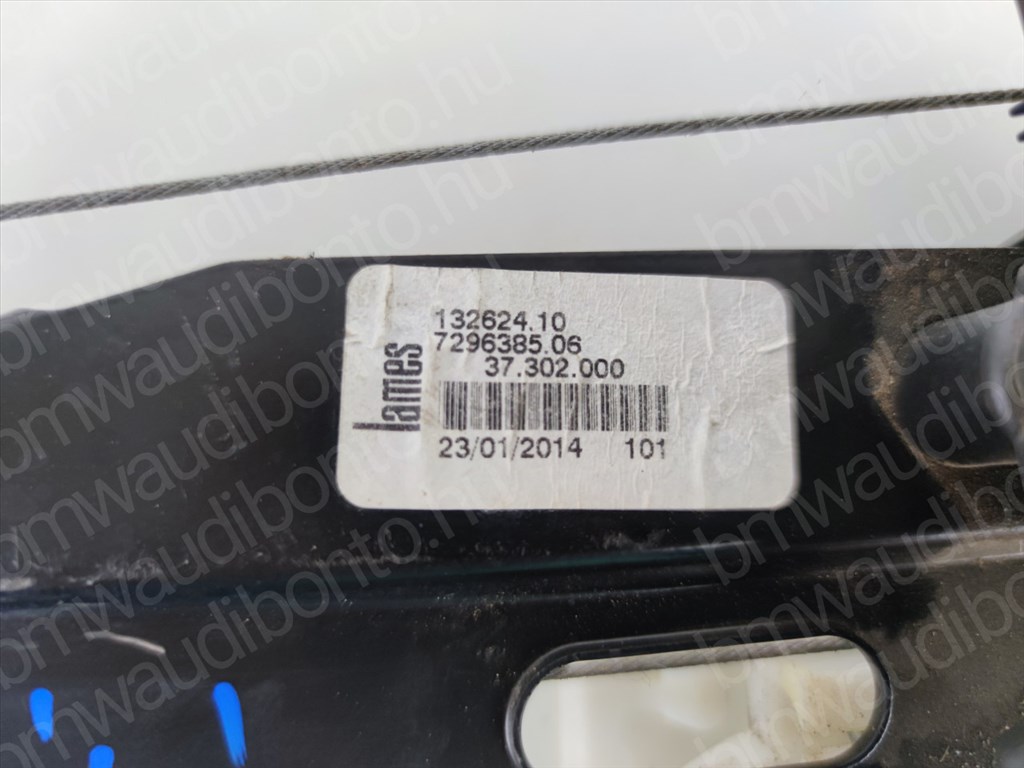 lames
132624.10
7296385.06
37.302.000
23/01/2014 101
bmwaudibonto.hu